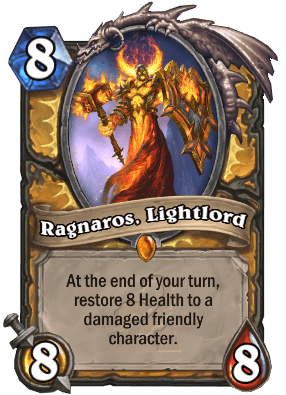 8
Ragnaros, Lightlord
At the end of your turn,
restore 8 Health to a
damaged friendly
character.
8
8